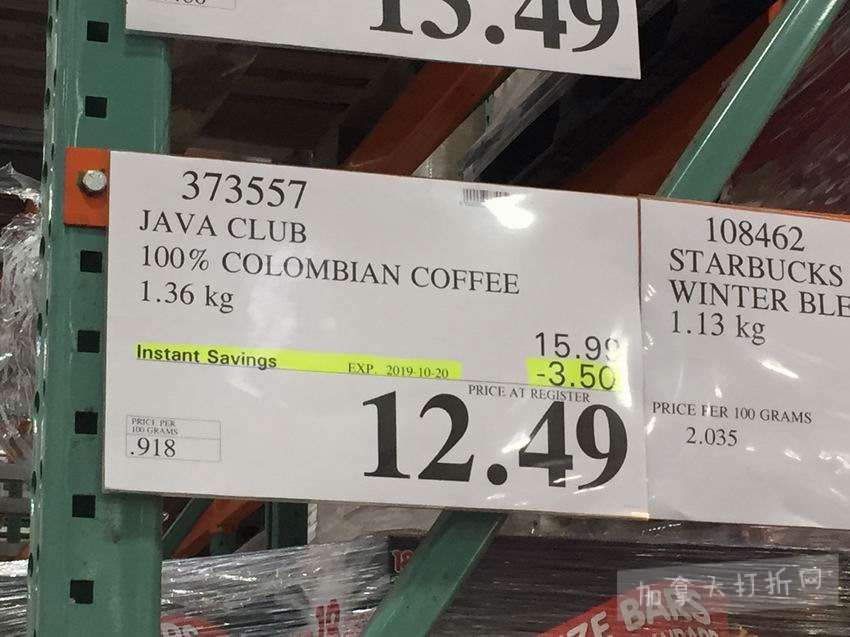 .49
373557
JAVA CLUB
100% COLOMBIAN COFFEE
1.36 kg
15.99
Instant Savings EXP. 2019-10-20 -3.50
PRICE AT REGISTER
12.49
PRICE PER
100 GRAMS
.918
108462
STARBUCKS
WINTER BLE
1.13 kg
PRICE PER 100 GRAMS
2.035
加拿大打折网
BARS